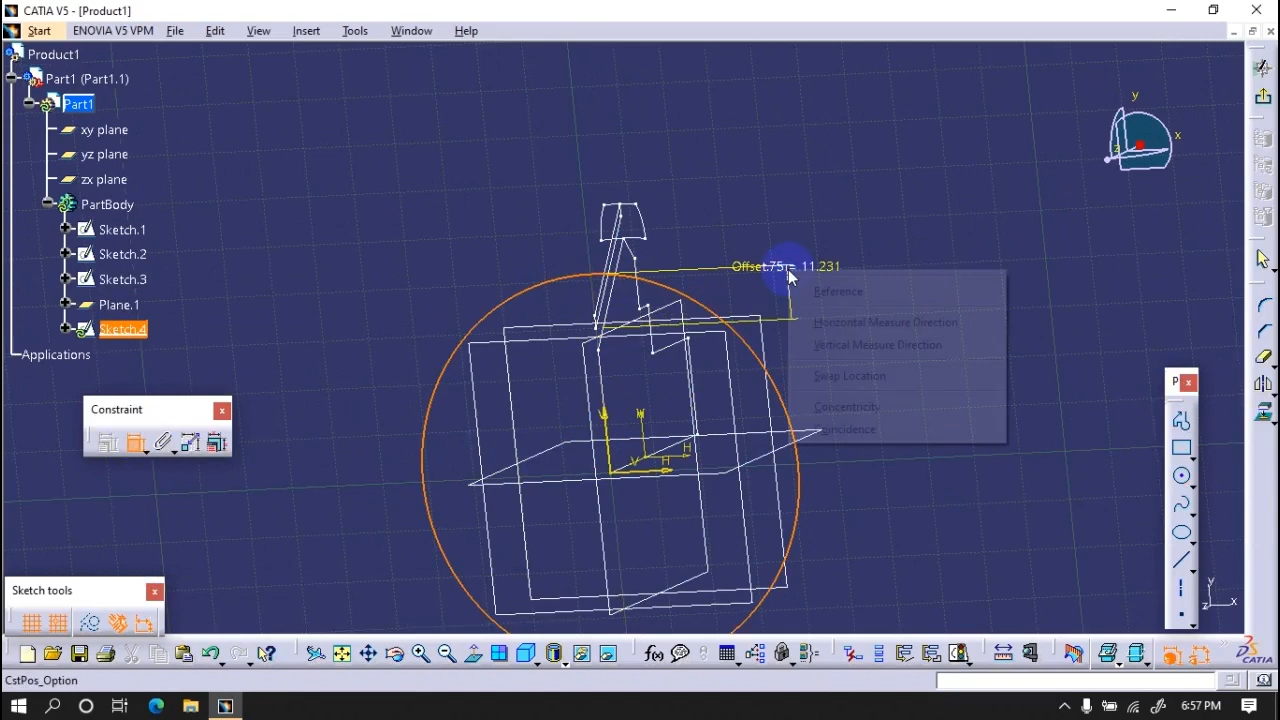 CATIA V5 - [Product1]
Start ENOVIA V5 VPM File Edit View Insert Tools Window Help
Product1
Part1 (Part1.1)
Part1
xy plane
yz plane
zx plane
PartBody
Sketch.1
Sketch.2
Sketch.3
Plane.1
Sketch.4
Applications
y
x
z
Offset.75 = 11.231
Reference
Horizontal Measure Direction
Vertical Measure Direction
Swap Location
Concentricity
Coincidence
Constraint
P...
V W H
V H
Sketch tools
y
z x
f(x)
CATIA
CstPos_Option
6:57 PM